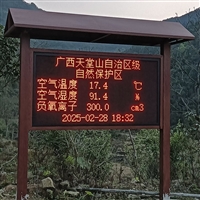 广西天堂山自治区级
自然保护区
空气温度 17.4 ℃
空气湿度 91.4 %
负氧离子 300.0 cm3
2025-02-28 18:32